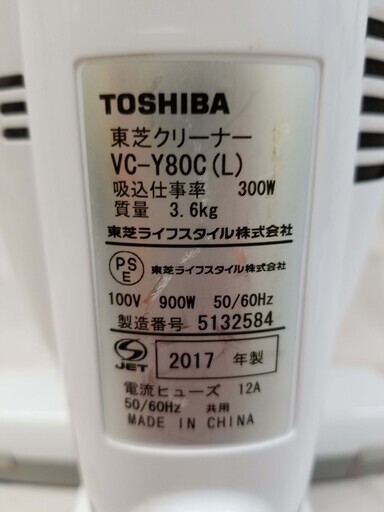 TOSHIBA
東芝クリーナー
VC-Y80C(L)
吸込仕事率 300W
質量 3.6kg
東芝ライフスタイル株式会社
PS E 東芝ライフスタイル株式会社
100V 900W 50/60Hz
製造番号 5132584
JET 2017 年製
電流ヒューズ 12A
50/60Hz 共用
MADE IN CHINA